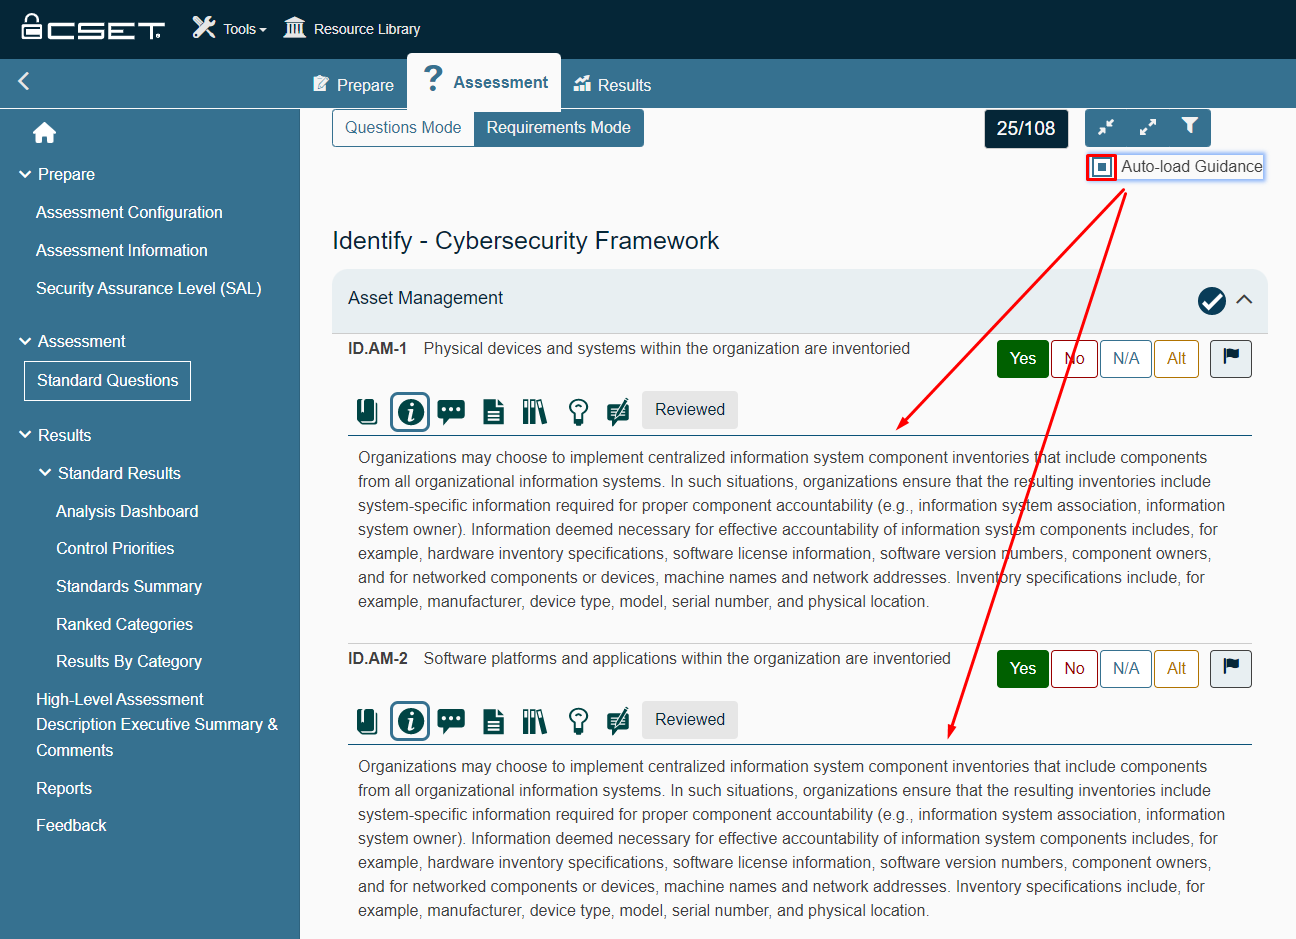 CSET
Tools
Resource Library
Prepare
? Assessment
Results
Questions Mode
Requirements Mode
25/108
Auto-load Guidance
Prepare
Assessment Configuration
Assessment Information
Security Assurance Level (SAL)
Assessment
Standard Questions
Results
Standard Results
Analysis Dashboard
Control Priorities
Standards Summary
Ranked Categories
Results By Category
High-Level Assessment
Description Executive Summary &
Comments
Reports
Feedback
Identify - Cybersecurity Framework
Asset Management
ID.AM-1 Physical devices and systems within the organization are inventoried
Yes No N/A Alt
Reviewed
Organizations may choose to implement centralized information system component inventories that include components
from all organizational information systems. In such situations, organizations ensure that the resulting inventories include
system-specific information required for proper component accountability (e.g., information system association, information
system owner). Information deemed necessary for effective accountability of information system components includes, for
example, hardware inventory specifications, software license information, software version numbers, component owners,
and for networked components or devices, machine names and network addresses. Inventory specifications include, for
example, manufacturer, device type, model, serial number, and physical location.
ID.AM-2 Software platforms and applications within the organization are inventoried
Yes No N/A Alt
Reviewed
Organizations may choose to implement centralized information system component inventories that include components
from all organizational information systems. In such situations, organizations ensure that the resulting inventories include
system-specific information required for proper component accountability (e.g., information system association, information
system owner). Information deemed necessary for effective accountability of information system components includes, for
example, hardware inventory specifications, software license information, software version numbers, component owners,
and for networked components or devices, machine names and network addresses. Inventory specifications include, for
example, manufacturer, device type, model, serial number, and physical location.